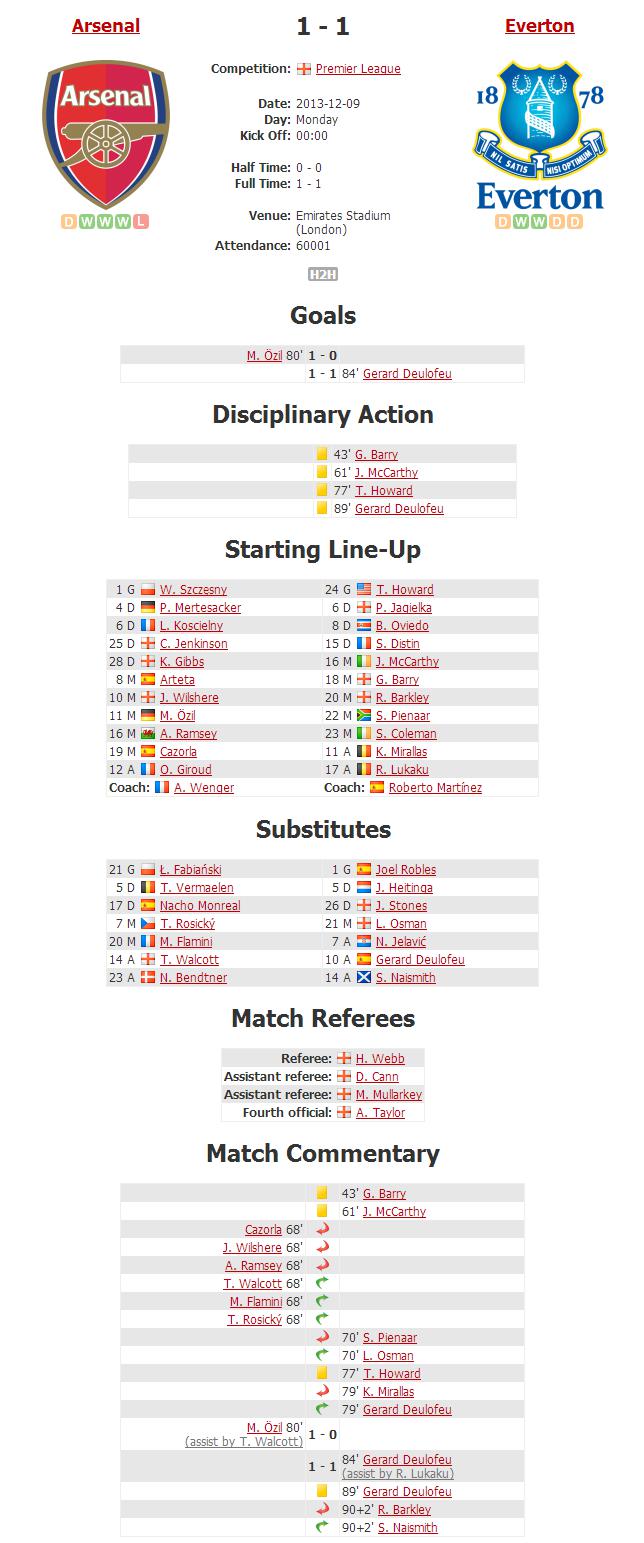 Arsenal
1 - 1
Everton
Arsenal
18 78
NIL SATIS NISI OPTIMUM
Everton
Competition: Premier League
Date: 2013-12-09
Day: Monday
Kick Off: 00:00
Half Time: 0 - 0
Full Time: 1 - 1
Venue: Emirates Stadium
(London)
Attendance: 60001
D W W W L
D W W D D
H2H
Goals
M. Özil 80' 1 - 0
1 - 1 84' Gerard Deulofeu
Disciplinary Action
43' G. Barry
61' J. McCarthy
77' T. Howard
89' Gerard Deulofeu
Starting Line-Up
1 G W. Szczesny 24 G T. Howard
4 D P. Mertesacker 6 D P. Jagielka
6 D L. Koscielny 8 D B. Oviedo
25 D C. Jenkinson 15 D S. Distin
28 D K. Gibbs 16 M J. McCarthy
8 M Arteta 18 M G. Barry
10 M J. Wilshere 20 M R. Barkley
11 M M. Özil 22 M S. Pienaar
16 M A. Ramsey 23 M S. Coleman
19 M Cazorla 11 A K. Mirallas
12 A O. Giroud 17 A R. Lukaku
Coach: A. Wenger Coach: Roberto Martínez
Substitutes
21 G Ł. Fabiański 1 G Joel Robles
5 D T. Vermaelen 5 D J. Heitinga
17 D Nacho Monreal 26 D J. Stones
7 M T. Rosický 21 M L. Osman
20 M M. Flamini 7 A N. Jelavić
14 A T. Walcott 10 A Gerard Deulofeu
23 A N. Bendtner 14 A S. Naismith
Match Referees
Referee: H. Webb
Assistant referee: D. Cann
Assistant referee: M. Mullarkey
Fourth official: A. Taylor
Match Commentary
43' G. Barry
61' J. McCarthy
Cazorla 68'
J. Wilshere 68'
A. Ramsey 68'
T. Walcott 68'
M. Flamini 68'
T. Rosický 68'
70' S. Pienaar
70' L. Osman
77' T. Howard
79' K. Mirallas
79' Gerard Deulofeu
M. Özil 80' 1 - 0
(assist by T. Walcott)
1 - 1 84' Gerard Deulofeu
(assist by R. Lukaku)
89' Gerard Deulofeu
90+2' R. Barkley
90+2' S. Naismith